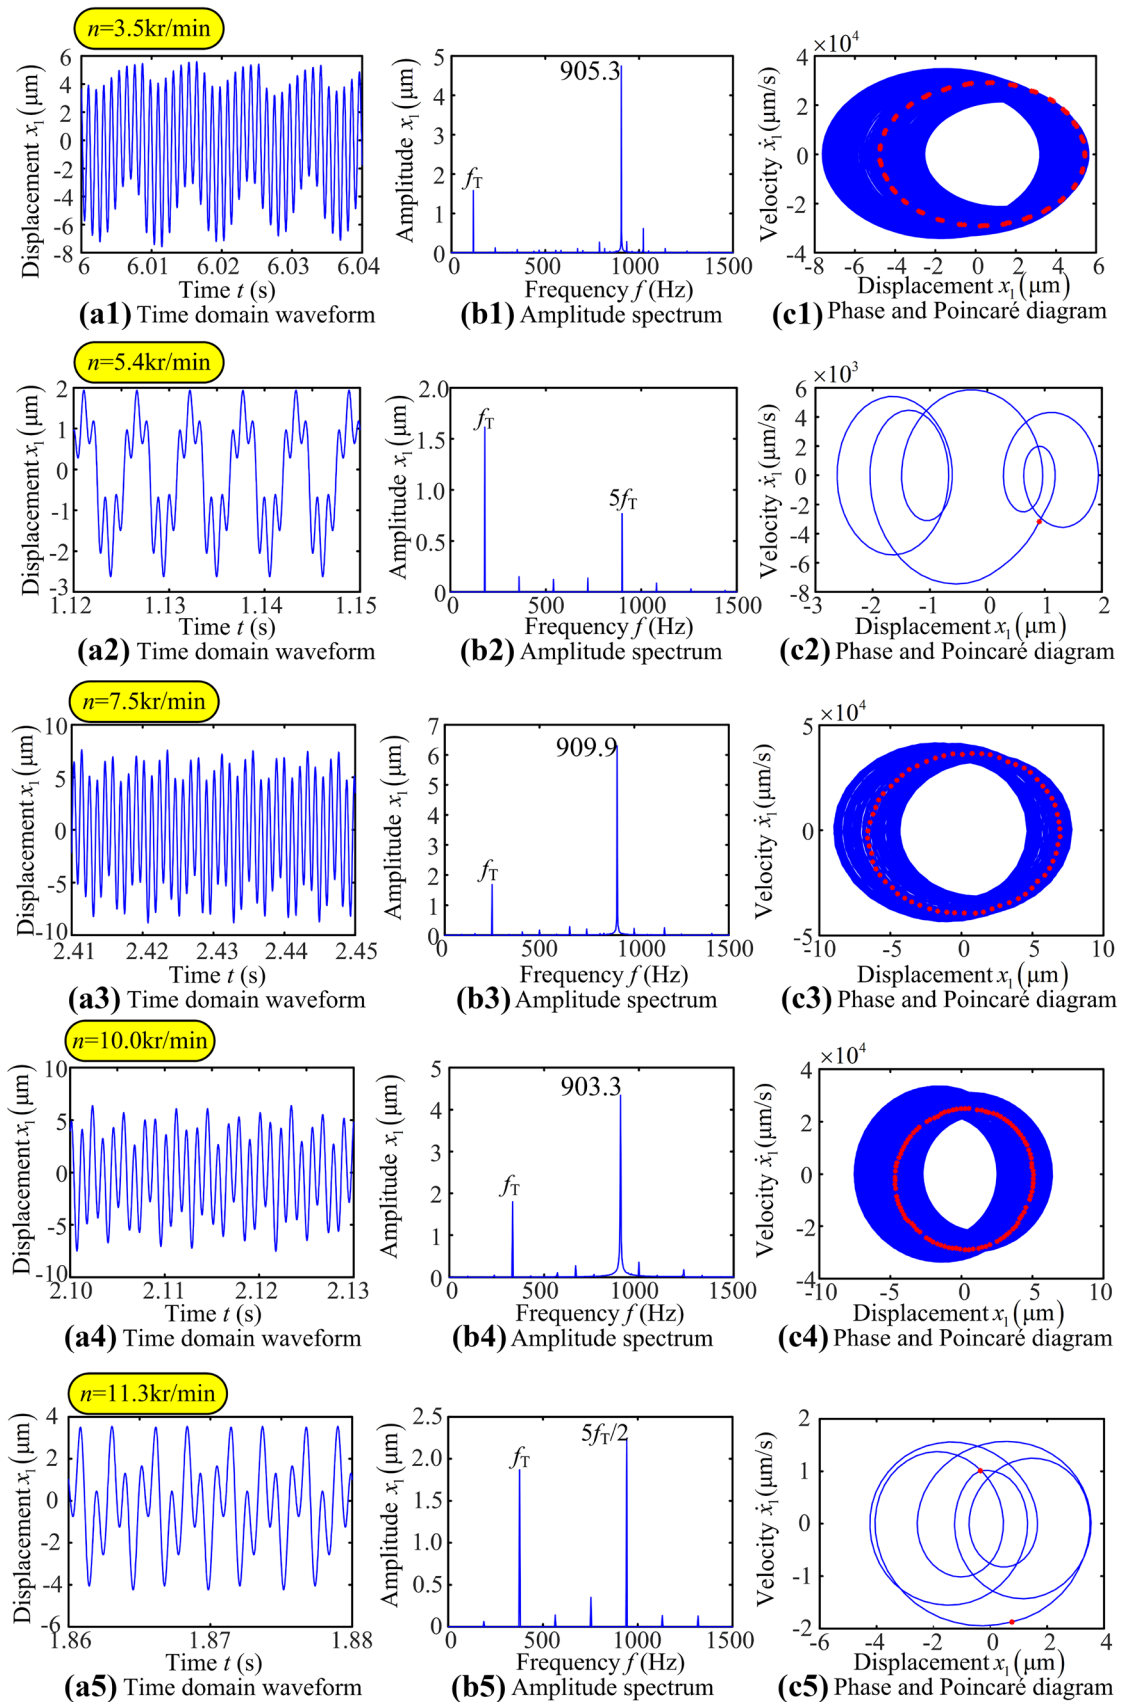 n=3.5kr/min
Displacement x₁(μm)
6
4
2
0
-2
-4
-6
-8
6 6.01 6.02 6.03 6.04
Time t (s)
(a1) Time domain waveform
Amplitude x₁(μm)
5
4
3
2
1
0
905.3
f_T
0 500 1000 1500
Frequency f (Hz)
(b1) Amplitude spectrum
×10⁴
Velocity ẋ₁(μm/s)
4
2
0
-2
-4
-8 -6 -4 -2 0 2 4 6
Displacement x₁(μm)
(c1) Phase and Poincaré diagram
n=5.4kr/min
Displacement x₁(μm)
2
1
0
-1
-2
-3
1.12 1.13 1.14 1.15
Time t (s)
(a2) Time domain waveform
Amplitude x₁(μm)
2.0
1.5
1.0
0.5
0
f_T
5f_T
0 500 1000 1500
Frequency f (Hz)
(b2) Amplitude spectrum
×10³
Velocity ẋ₁(μm/s)
6
4
2
0
-2
-4
-6
-8
-3 -2 -1 0 1 2
Displacement x₁(μm)
(c2) Phase and Poincaré diagram
n=7.5kr/min
Displacement x₁(μm)
10
5
0
-5
-10
2.41 2.42 2.43 2.44 2.45
Time t (s)
(a3) Time domain waveform
Amplitude x₁(μm)
7
6
5
4
3
2
1
0
909.9
f_T
0 500 1000 1500
Frequency f (Hz)
(b3) Amplitude spectrum
×10⁴
Velocity ẋ₁(μm/s)
5
0
-5
-10 -5 0 5 10
Displacement x₁(μm)
(c3) Phase and Poincaré diagram
n=10.0kr/min
Displacement x₁(μm)
10
5
0
-5
-10
2.10 2.11 2.12 2.13
Time t (s)
(a4) Time domain waveform
Amplitude x₁(μm)
5
4
3
2
1
0
903.3
f_T
0 500 1000 1500
Frequency f (Hz)
(b4) Amplitude spectrum
×10⁴
Velocity ẋ₁(μm/s)
4
2
0
-2
-4
-10 -5 0 5 10
Displacement x₁(μm)
(c4) Phase and Poincaré diagram
n=11.3kr/min
Displacement x₁(μm)
4
2
0
-2
-4
-6
1.86 1.87 1.88
Time t (s)
(a5) Time domain waveform
Amplitude x₁(μm)
2.5
2.0
1.5
1.0
0.5
0
f_T
5f_T/2
0 500 1000 1500
Frequency f (Hz)
(b5) Amplitude spectrum
Velocity ẋ₁(μm/s)
2
1
0
-1
-2
-6 -4 -2 0 2 4
Displacement x₁(μm)
(c5) Phase and Poincaré diagram